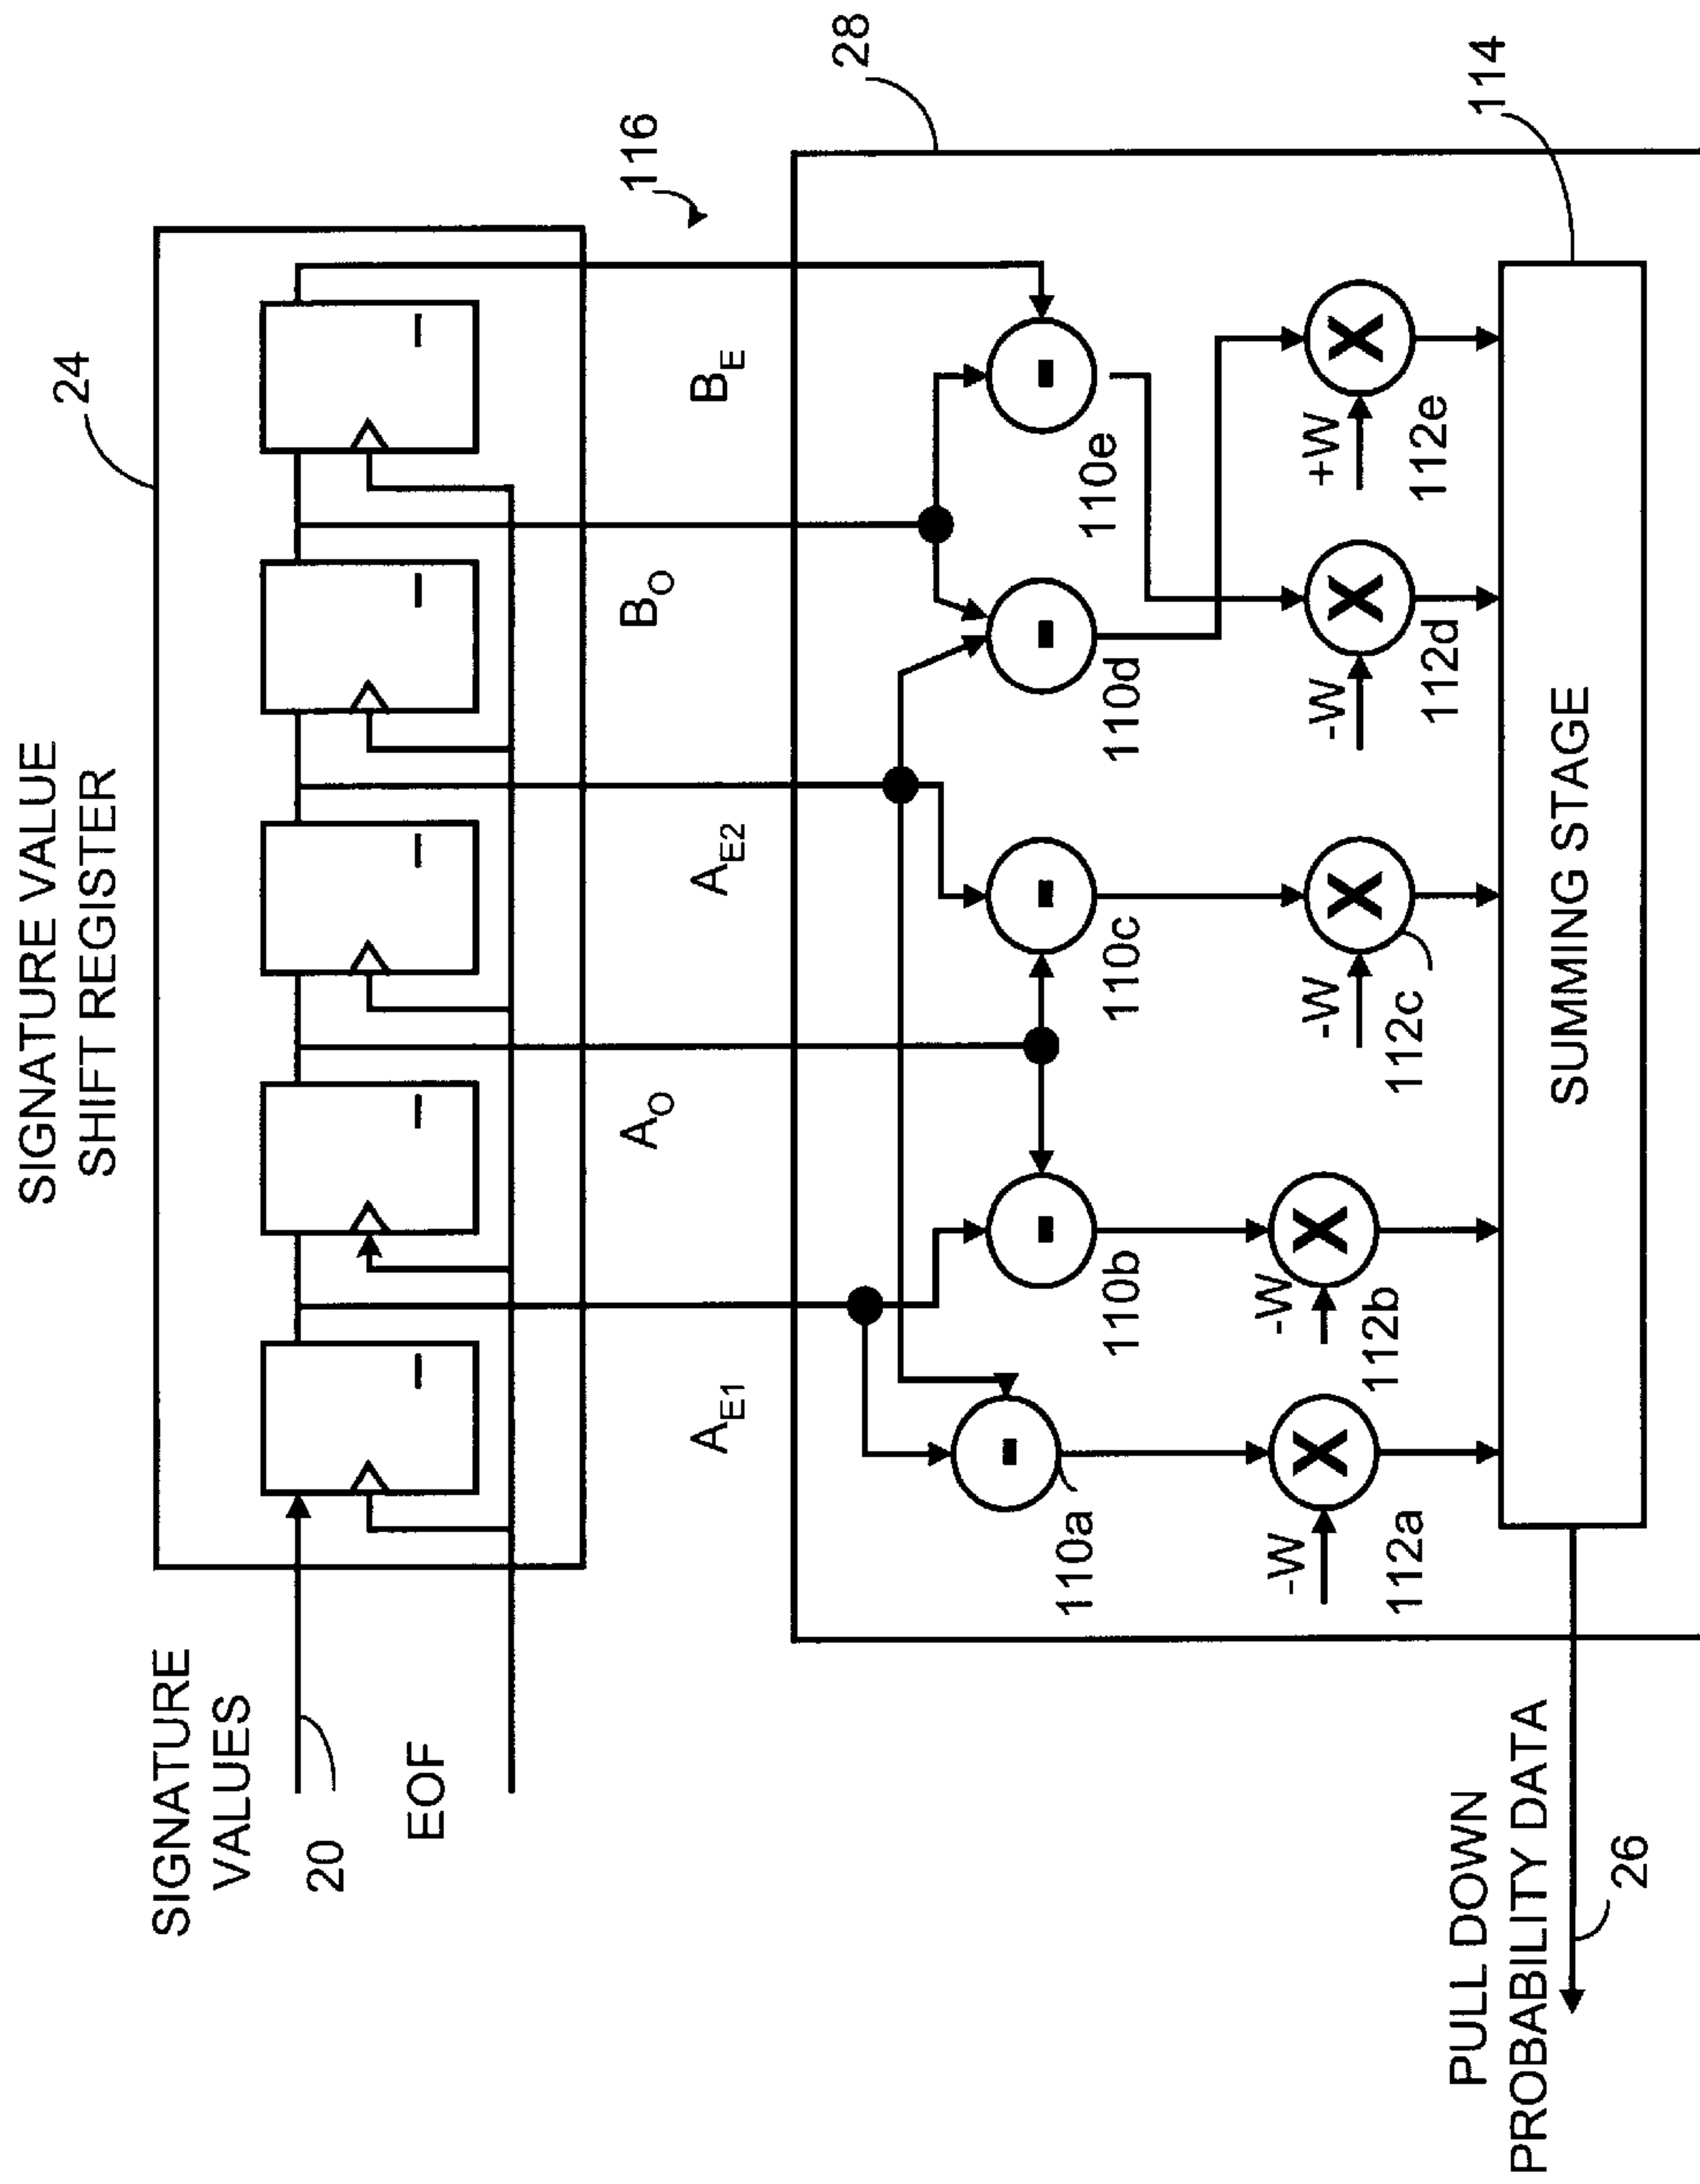 SIGNATURE VALUE
SHIFT REGISTER
24
SIGNATURE
VALUES
20
EOF
116
A_E1
A_O
A_E2
B_O
B_E
28
110a
110b
110c
110d
110e
-W
-W
-W
-W
+W
112a
112b
112c
112d
112e
SUMMING STAGE
114
PULL DOWN
PROBABILITY DATA
26